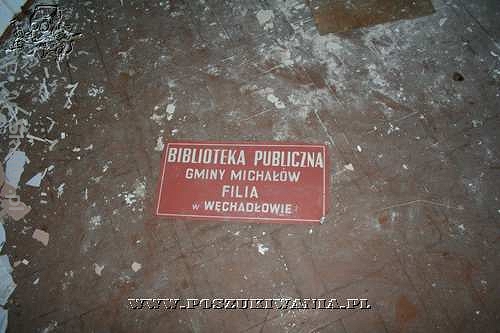 BIBLIOTEKA PUBLICZNA
GMINY MICHAŁÓW
FILIA
w WĘCHADŁOWIE
WWW.POSZUKIWANIA.PL